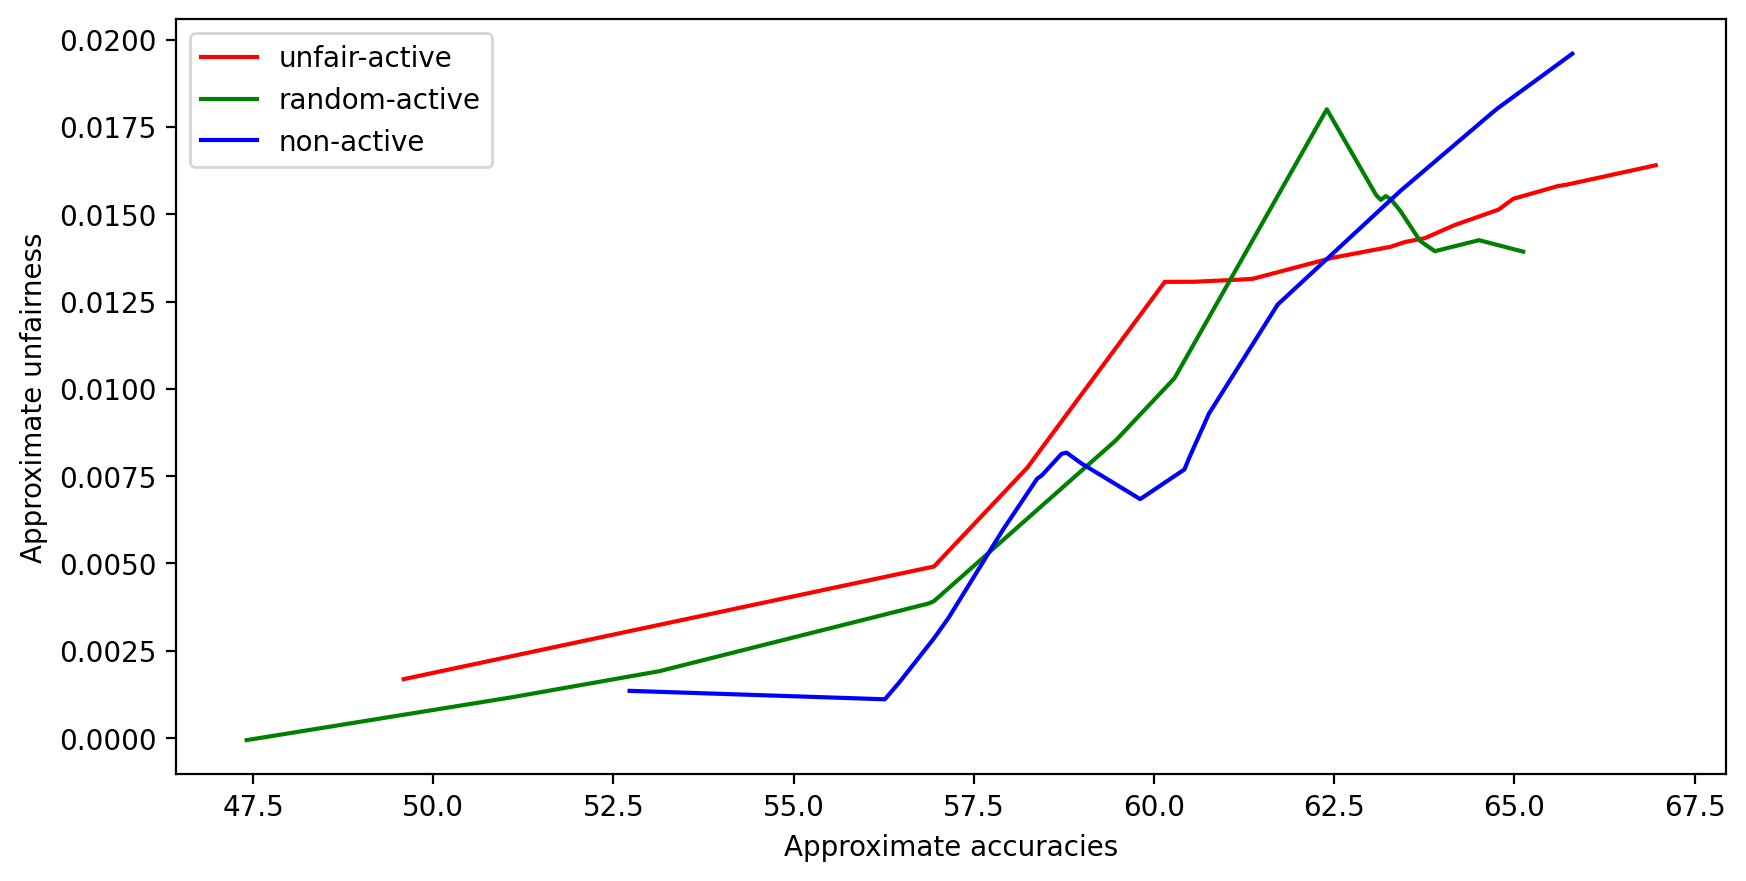 0.0200
0.0175
0.0150
0.0125
0.0100
0.0075
0.0050
0.0025
0.0000
Approximate unfairness
unfair-active
random-active
non-active
47.5 50.0 52.5 55.0 57.5 60.0 62.5 65.0 67.5
Approximate accuracies